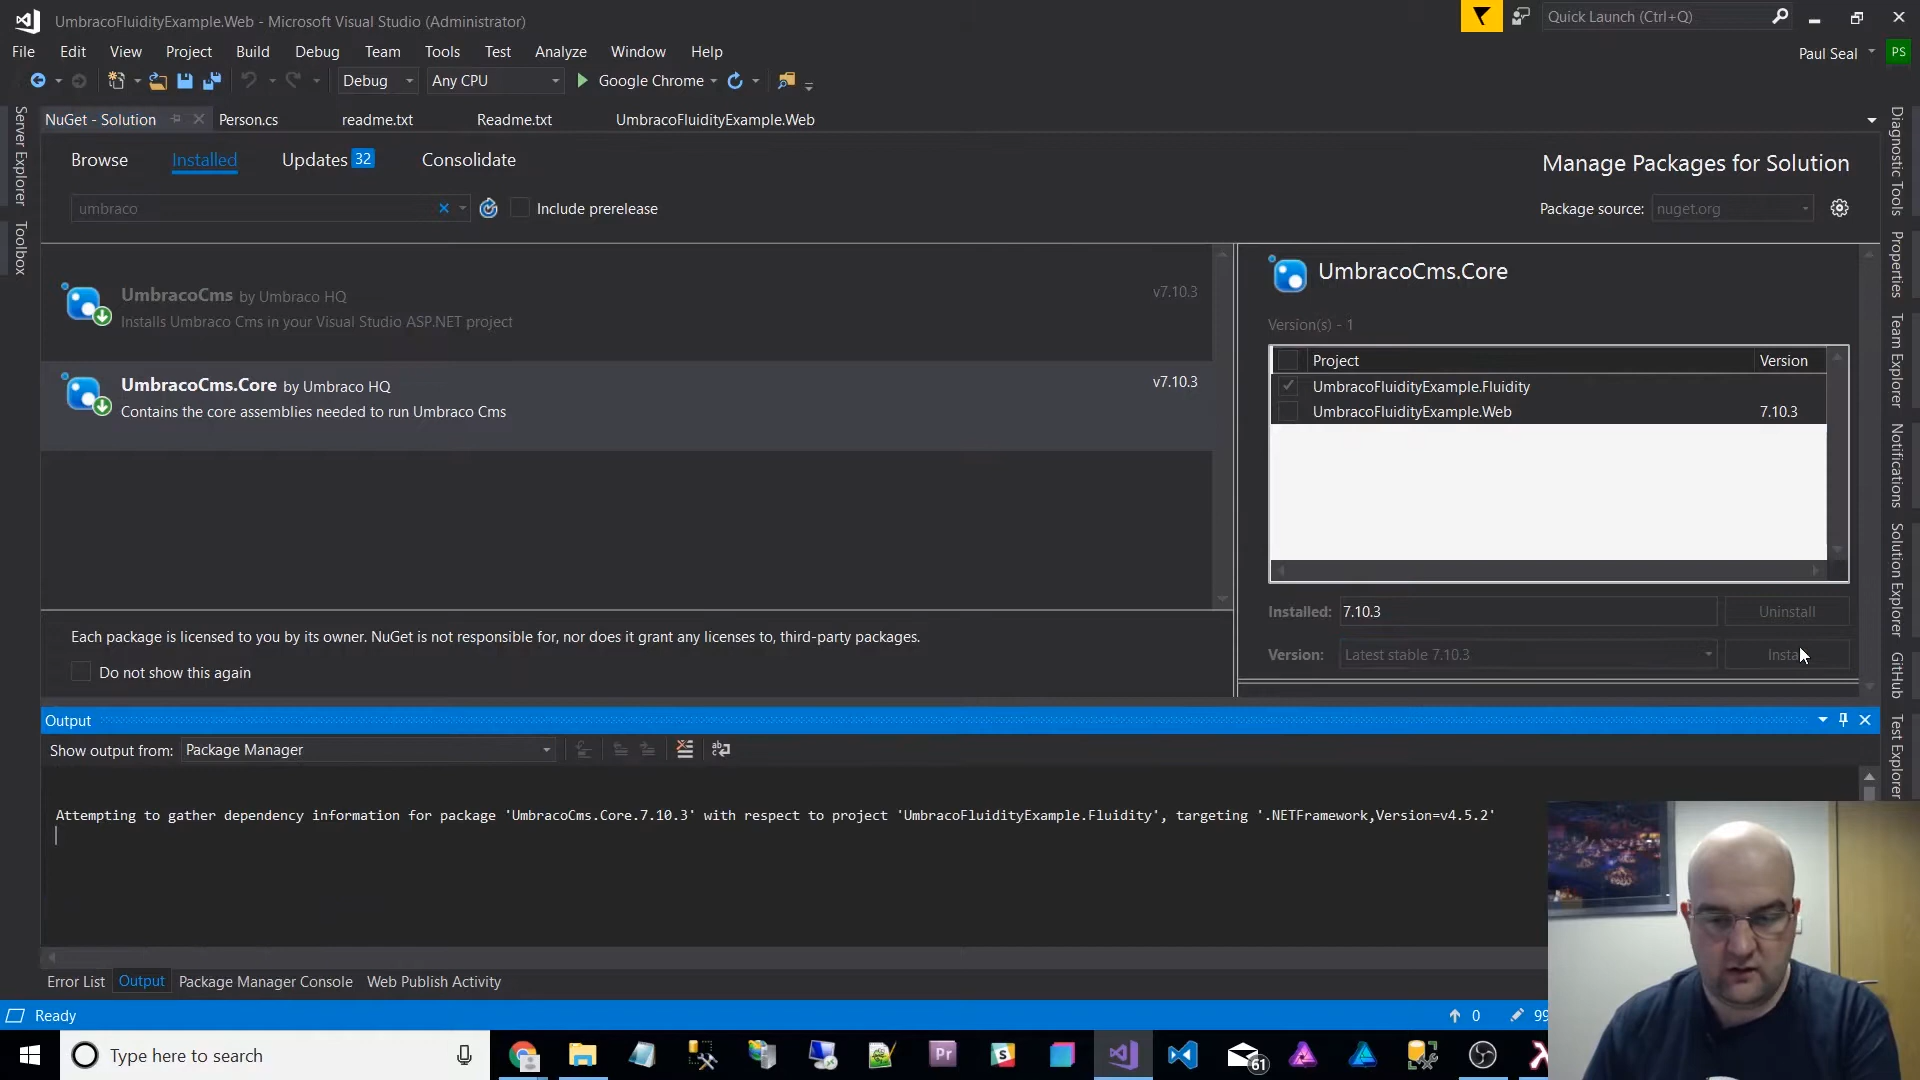 UmbracoFluidityExample.Web - Microsoft Visual Studio (Administrator)
Quick Launch (Ctrl+Q)
File Edit View Project Build Debug Team Tools Test Analyze Window Help
Paul Seal PS
Debug Any CPU Google Chrome
NuGet - Solution Person.cs readme.txt Readme.txt UmbracoFluidityExample.Web
Server Explorer
Toolbox
Browse Installed Updates 32 Consolidate
Manage Packages for Solution
umbraco Include prerelease
Package source: nuget.org
UmbracoCms by Umbraco HQ v7.10.3
Installs Umbraco Cms in your Visual Studio ASP.NET project
UmbracoCms.Core by Umbraco HQ v7.10.3
Contains the core assemblies needed to run Umbraco Cms
UmbracoCms.Core
Version(s) - 1
Project Version
UmbracoFluidityExample.Fluidity
UmbracoFluidityExample.Web 7.10.3
Installed: 7.10.3 Uninstall
Version: Latest stable 7.10.3 Install
Each package is licensed to you by its owner. NuGet is not responsible for, nor does it grant any licenses to, third-party packages.
Do not show this again
Diagnostic Tools
Properties
Team Explorer
Notifications
Solution Explorer
GitHub
Test Explorer
Output
Show output from: Package Manager
Attempting to gather dependency information for package 'UmbracoCms.Core.7.10.3' with respect to project 'UmbracoFluidityExample.Fluidity', targeting '.NETFramework,Version=v4.5.2'
Error List Output Package Manager Console Web Publish Activity
Ready 0 99
Type here to search
Pr
61